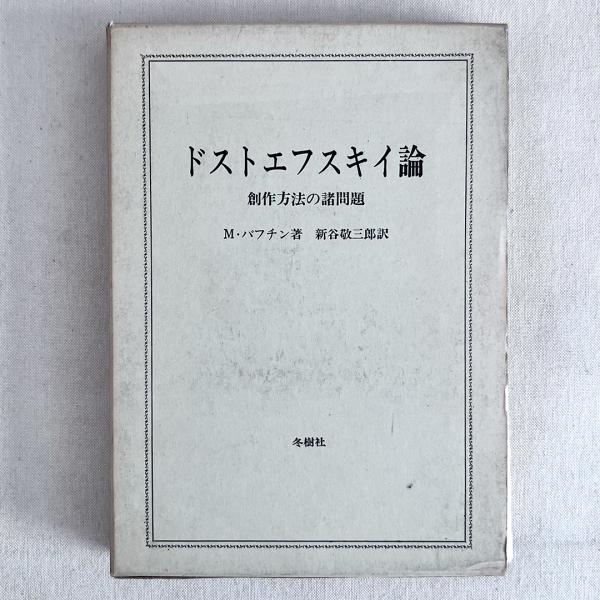 ドストエフスキイ論
創作方法の諸問題
M・バフチン著　新谷敬三郎訳
冬樹社